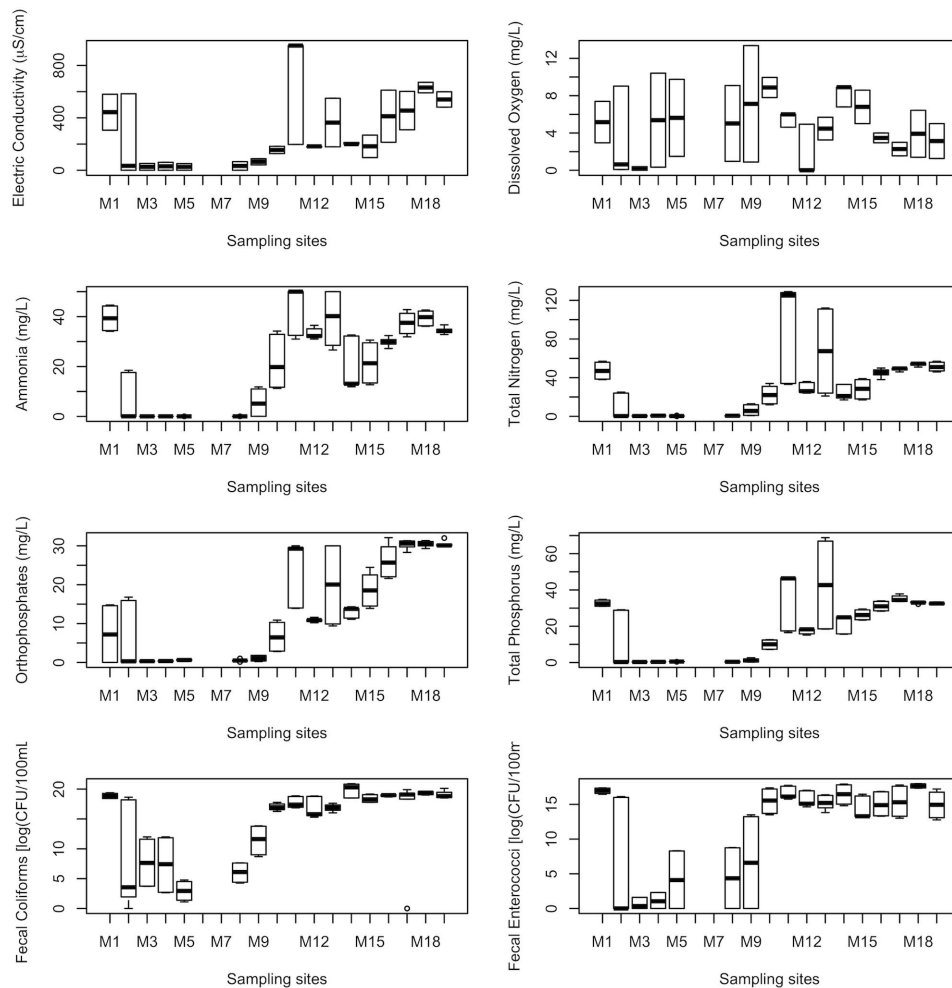 Electric Conductivity (µS/cm)
0 400 800
M1 M3 M5 M7 M9 M12 M15 M18
Sampling sites
Dissolved Oxygen (mg/L)
0 4 8 12
M1 M3 M5 M7 M9 M12 M15 M18
Sampling sites
Ammonia (mg/L)
0 20 40
M1 M3 M5 M7 M9 M12 M15 M18
Sampling sites
Total Nitrogen (mg/L)
0 40 80 120
M1 M3 M5 M7 M9 M12 M15 M18
Sampling sites
Orthophosphates (mg/L)
0 10 20 30
M1 M3 M5 M7 M9 M12 M15 M18
Sampling sites
Total Phosphorus (mg/L)
0 20 40 60
M1 M3 M5 M7 M9 M12 M15 M18
Sampling sites
Fecal Coliforms [log(CFU/100mL
0 5 10 15 20
M1 M3 M5 M7 M9 M12 M15 M18
Sampling sites
Fecal Enterococci [log(CFU/100m
0 5 10 15
M1 M3 M5 M7 M9 M12 M15 M18
Sampling sites